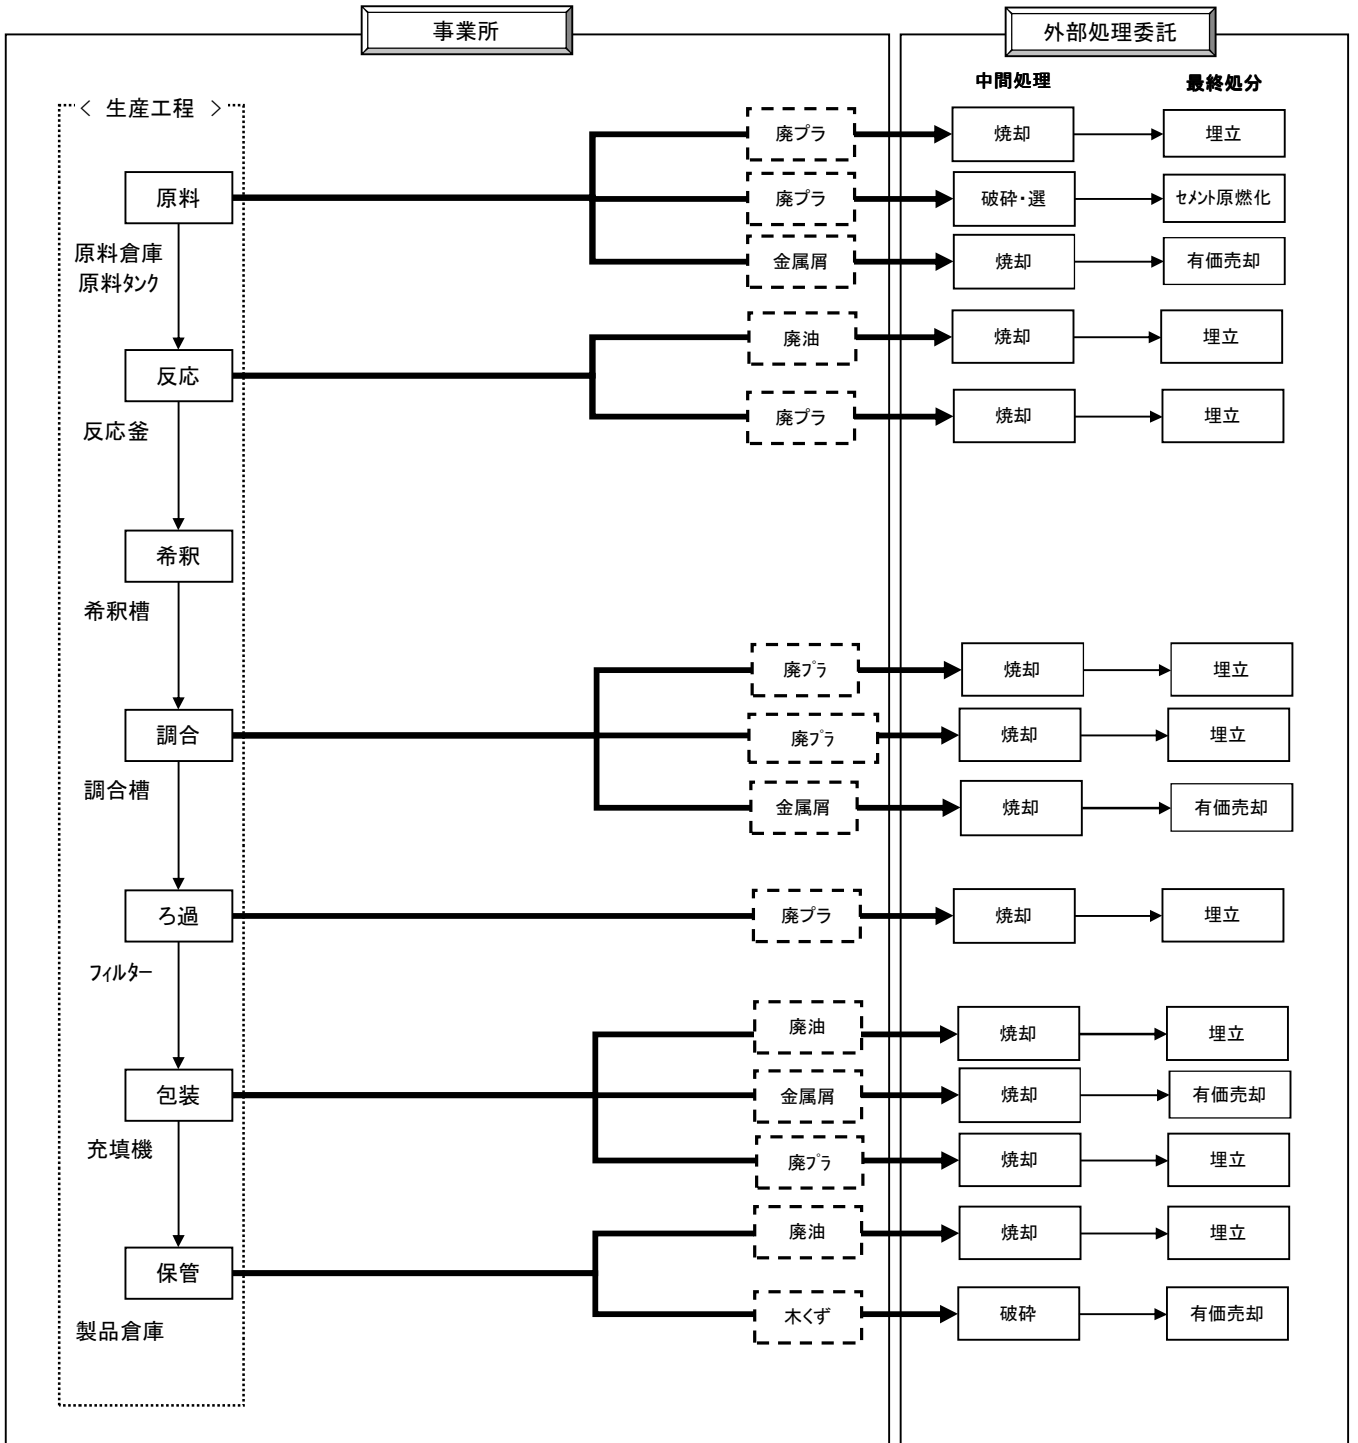 事業所
外部処理委託
中間処理
最終処分
< 生産工程 >
廃プラ
焼却
埋立
原料
廃プラ
破砕・選
セメント原燃化
原料倉庫
原料タンク
金属屑
焼却
有価売却
廃油
焼却
埋立
反応
廃プラ
焼却
埋立
反応釜
希釈
希釈槽
廃プラ
焼却
埋立
調合
廃プラ
焼却
埋立
調合槽
金属屑
焼却
有価売却
ろ過
廃プラ
焼却
埋立
フィルター
廃油
焼却
埋立
包装
金属屑
焼却
有価売却
充填機
廃プラ
焼却
埋立
廃油
焼却
埋立
保管
木くず
破砕
有価売却
製品倉庫